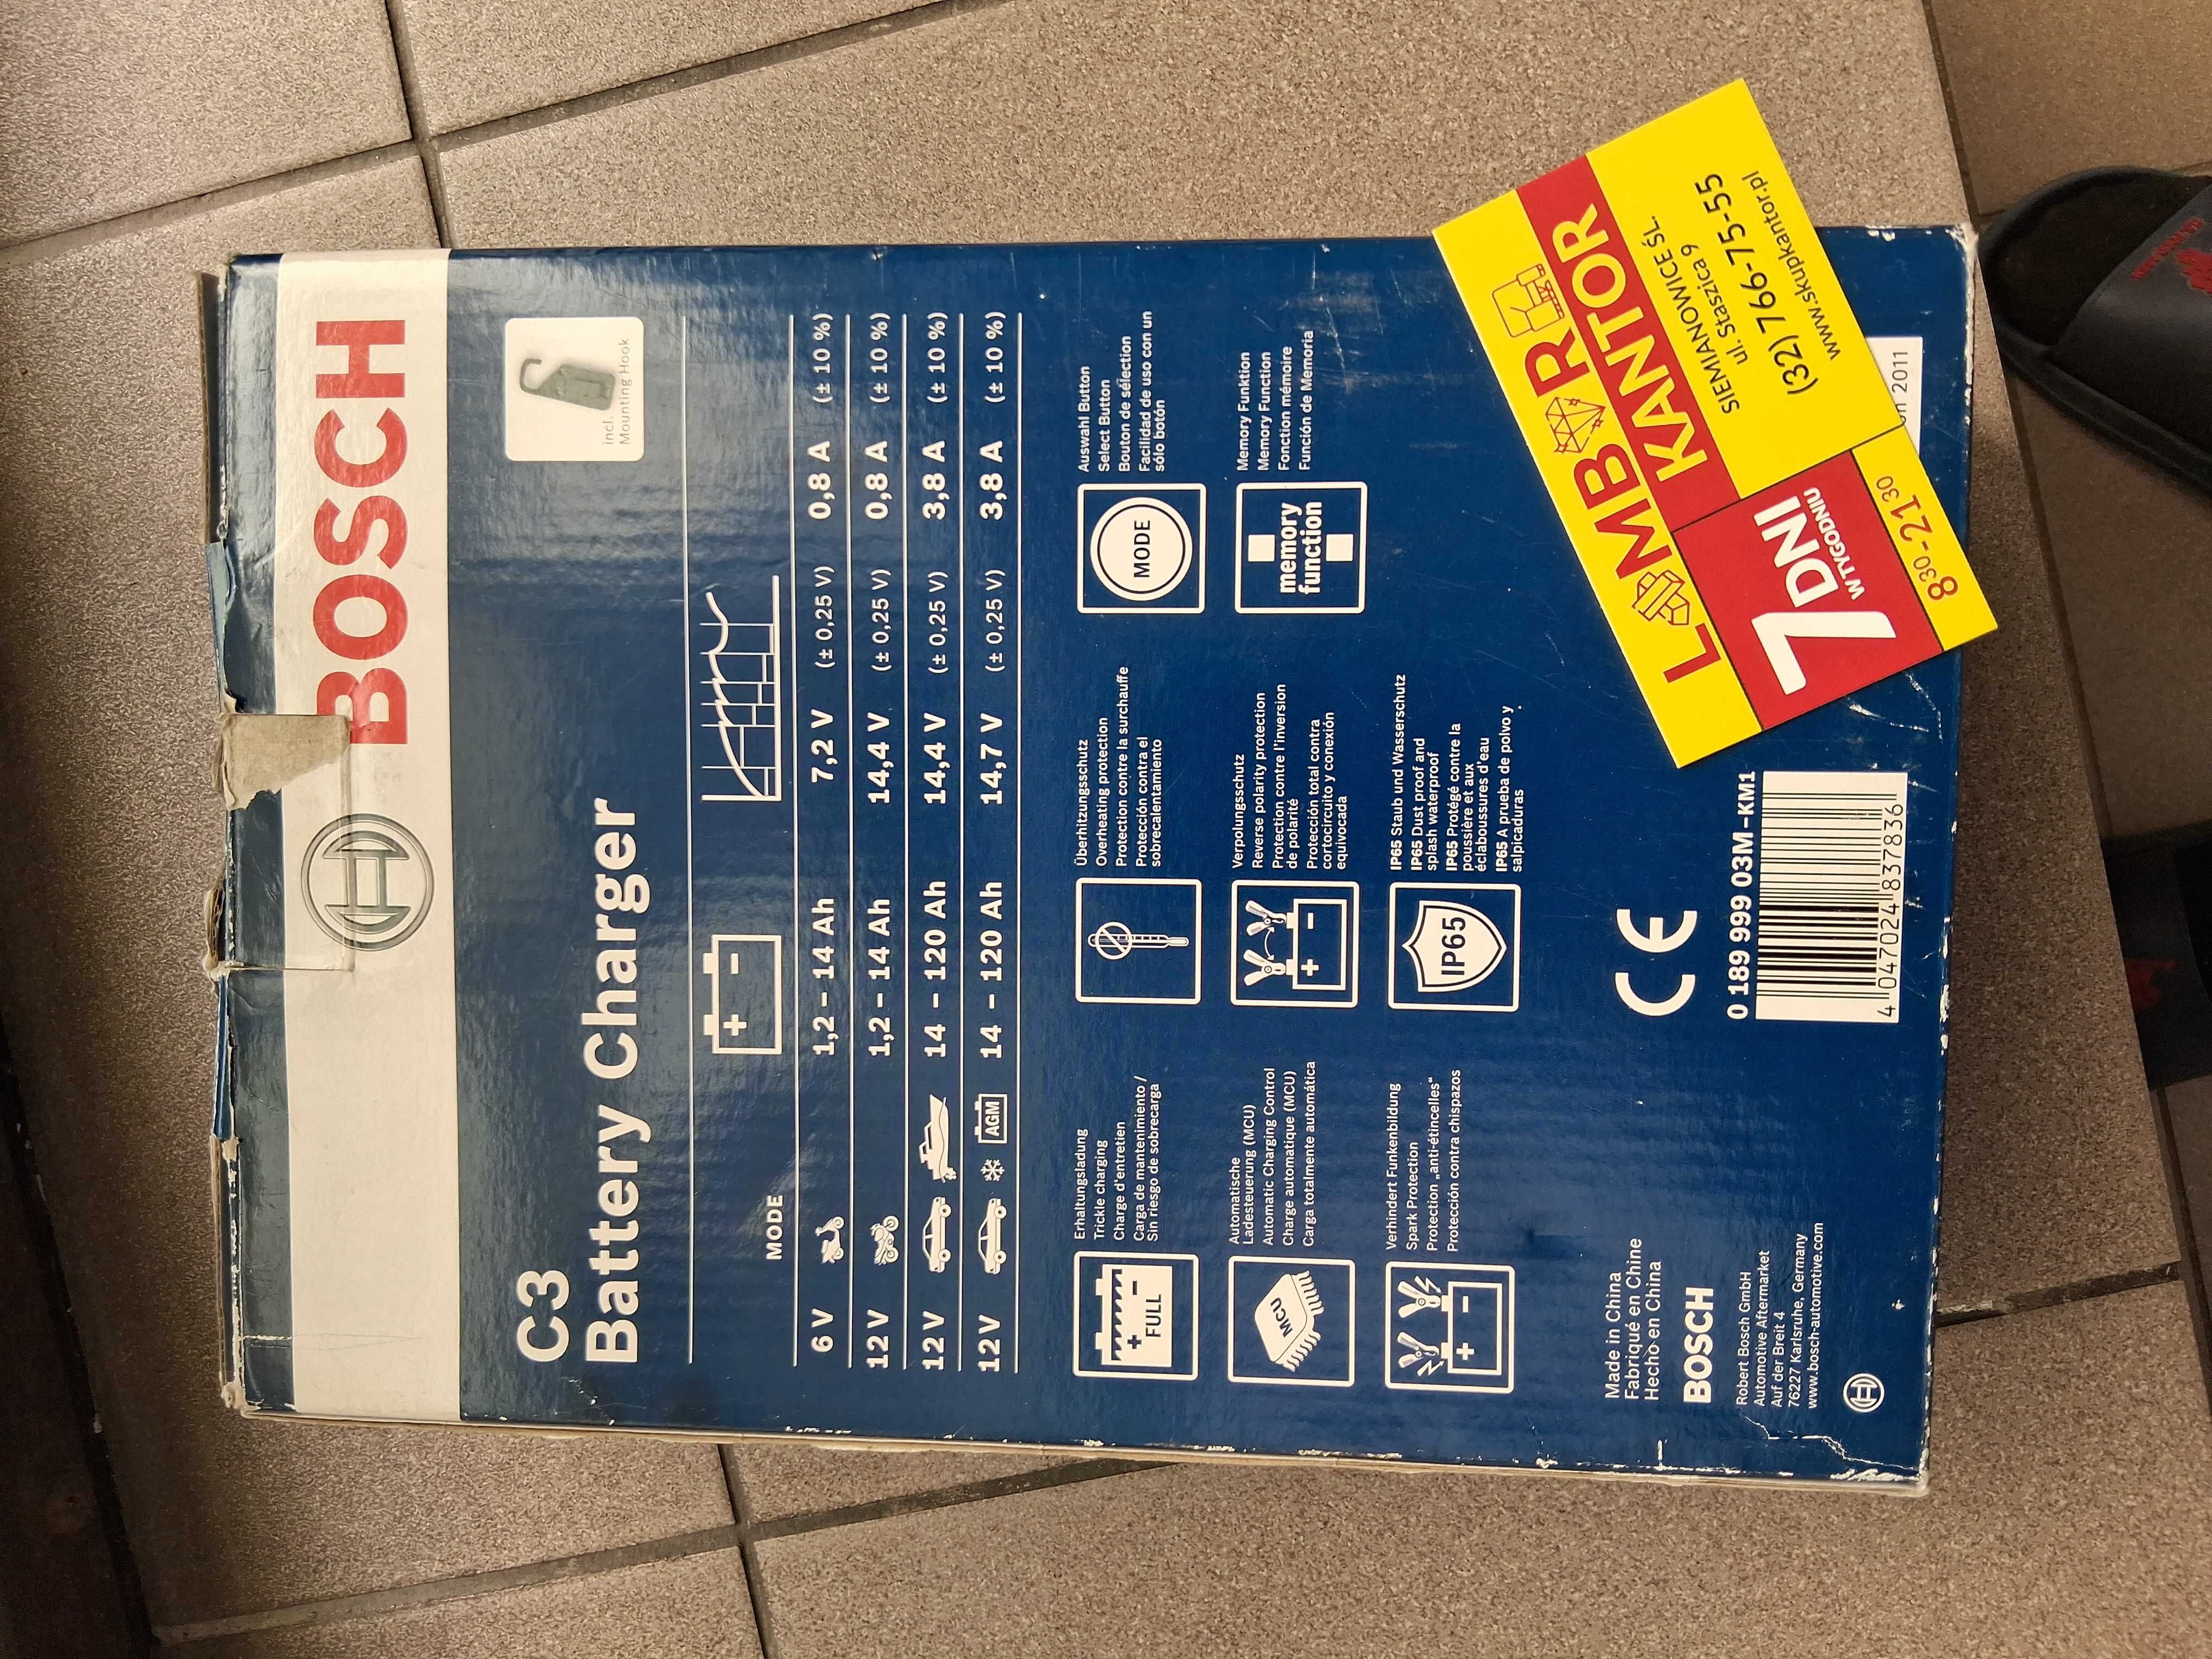 BOSCH
incl.
Mounting Hook
C3
Battery Charger
MODE
6 V 1,2 – 14 Ah 7,2 V (± 0,25 V) 0,8 A (± 10 %)
12 V 1,2 – 14 Ah 14,4 V (± 0,25 V) 0,8 A (± 10 %)
12 V 14 – 120 Ah 14,4 V (± 0,25 V) 3,8 A (± 10 %)
12 V AGM 14 – 120 Ah 14,7 V (± 0,25 V) 3,8 A (± 10 %)
FULL
Erhaltungsladung
Trickle charging
Charge d'entretien
Carga de mantenimiento /
Sin riesgo de sobrecarga
Überhitzungsschutz
Overheating protection
Protection contre la surchauffe
Protección contra el
sobrecalentamiento
MODE
Auswahl Button
Select Button
Bouton de sélection
Facilidad de uso con un
sólo botón
MCU
Automatische
Ladesteuerung (MCU)
Automatic Charging Control
Charge automatique (MCU)
Carga totalmente automática
Verpolungsschutz
Reverse polarity protection
Protection contre l'inversion
de polarité
Protección total contra
cortocircuito y conexión
equivocada
memory
function
Memory Funktion
Memory Function
Fonction mémoire
Función de Memoria
Verhindert Funkenbildung
Spark Protection
Protection „anti-étincelles"
Protección contra chispazos
IP65
IP65 Staub und Wasserschutz
IP65 Dust proof and
splash waterproof
IP65 Protégé contre la
poussière et aux
éclaboussures d'eau
IP65 A prueba de polvo y
salpicaduras
Made in China
Fabriqué en Chine
Hecho en China
BOSCH
Robert Bosch GmbH
Automotive Aftermarket
Auf der Breit 4
76227 Karlsruhe, Germany
www.bosch-automotive.com
CE
0 189 999 03M-KM1
4 047024 837836
2011
LOMBARD
KANTOR
SIEMIANOWICE ŚL.
ul. Staszica 9
(32) 766-75-55
www.skupkantor.pl
7 DNI
W TYGODNIU
8³⁰-21³⁰